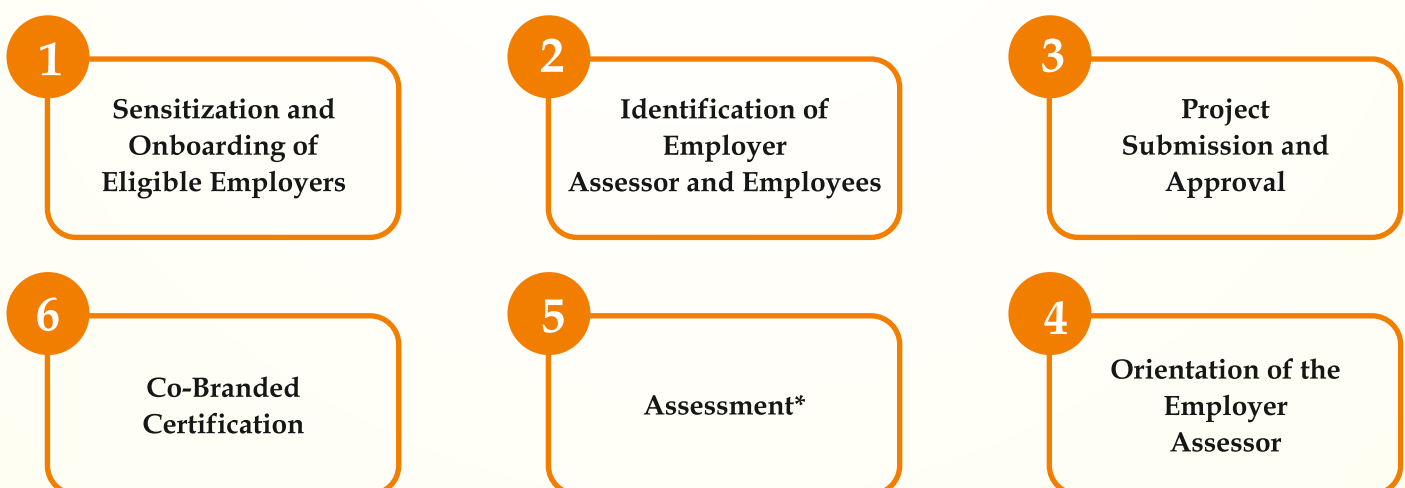 1
Sensitization and
Onboarding of
Eligible Employers
2
Identification of
Employer
Assessor and Employees
3
Project
Submission and
Approval
6
Co-Branded
Certification
5
Assessment*
4
Orientation of the
Employer
Assessor